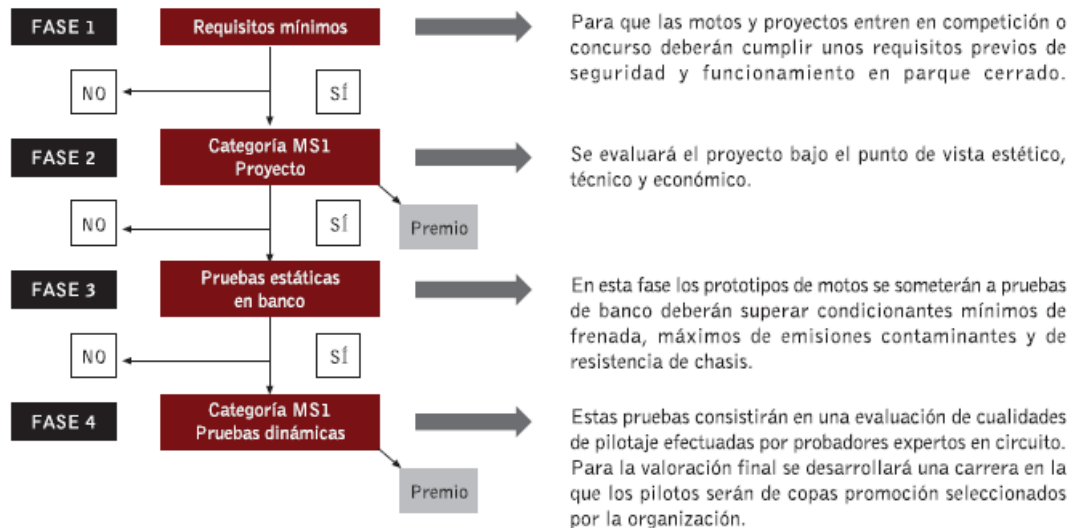 FASE 1
Requisitos mínimos
Para que las motos y proyectos entren en competición o
concurso deberán cumplir unos requisitos previos de
seguridad y funcionamiento en parque cerrado.
NO
SÍ
FASE 2
Categoría MS1
Proyecto
Se evaluará el proyecto bajo el punto de vista estético,
técnico y económico.
NO
SÍ
Premio
FASE 3
Pruebas estáticas
en banco
En esta fase los prototipos de motos se someterán a pruebas
de banco deberán superar condicionantes mínimos de
frenada, máximos de emisiones contaminantes y de
resistencia de chasis.
NO
SÍ
FASE 4
Categoría MS1
Pruebas dinámicas
Estas pruebas consistirán en una evaluación de cualidades
de pilotaje efectuadas por probadores expertos en circuito.
Para la valoración final se desarrollará una carrera en la
que los pilotos serán de copas promoción seleccionados
por la organización.
Premio